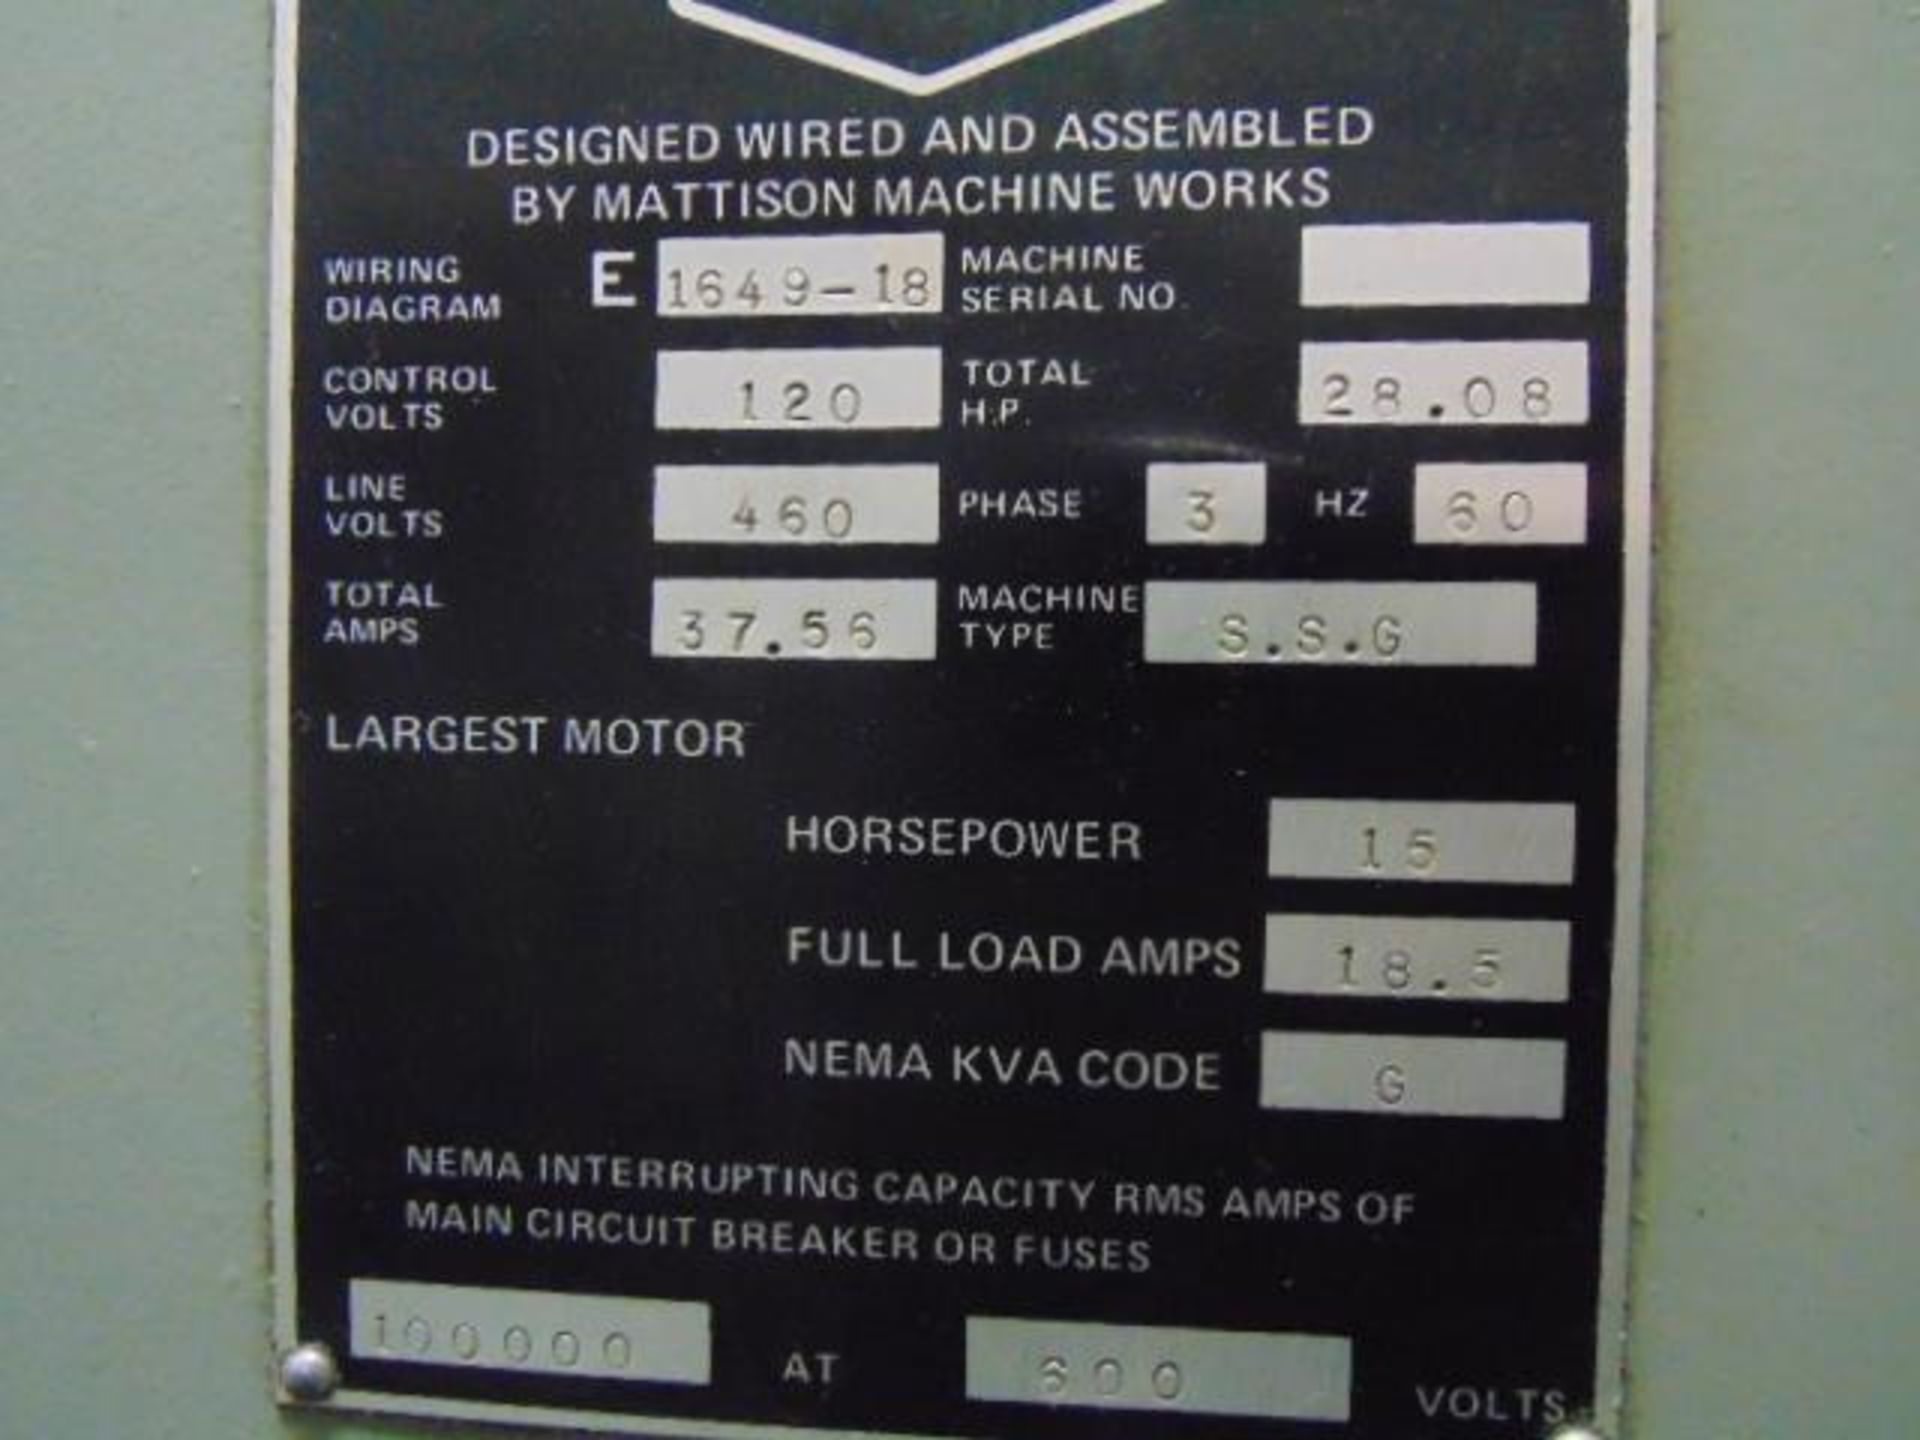 DESIGNED WIRED AND ASSEMBLED
BY MATTISON MACHINE WORKS
WIRING DIAGRAM E 1649-18 MACHINE SERIAL NO.
CONTROL VOLTS 120 TOTAL H.P. 28.08
LINE VOLTS 460 PHASE 3 HZ 60
TOTAL AMPS 37.56 MACHINE TYPE S.S.G
LARGEST MOTOR
HORSEPOWER 15
FULL LOAD AMPS 18.5
NEMA KVA CODE G
NEMA INTERRUPTING CAPACITY RMS AMPS OF
MAIN CIRCUIT BREAKER OR FUSES
100000 AT 600 VOLTS